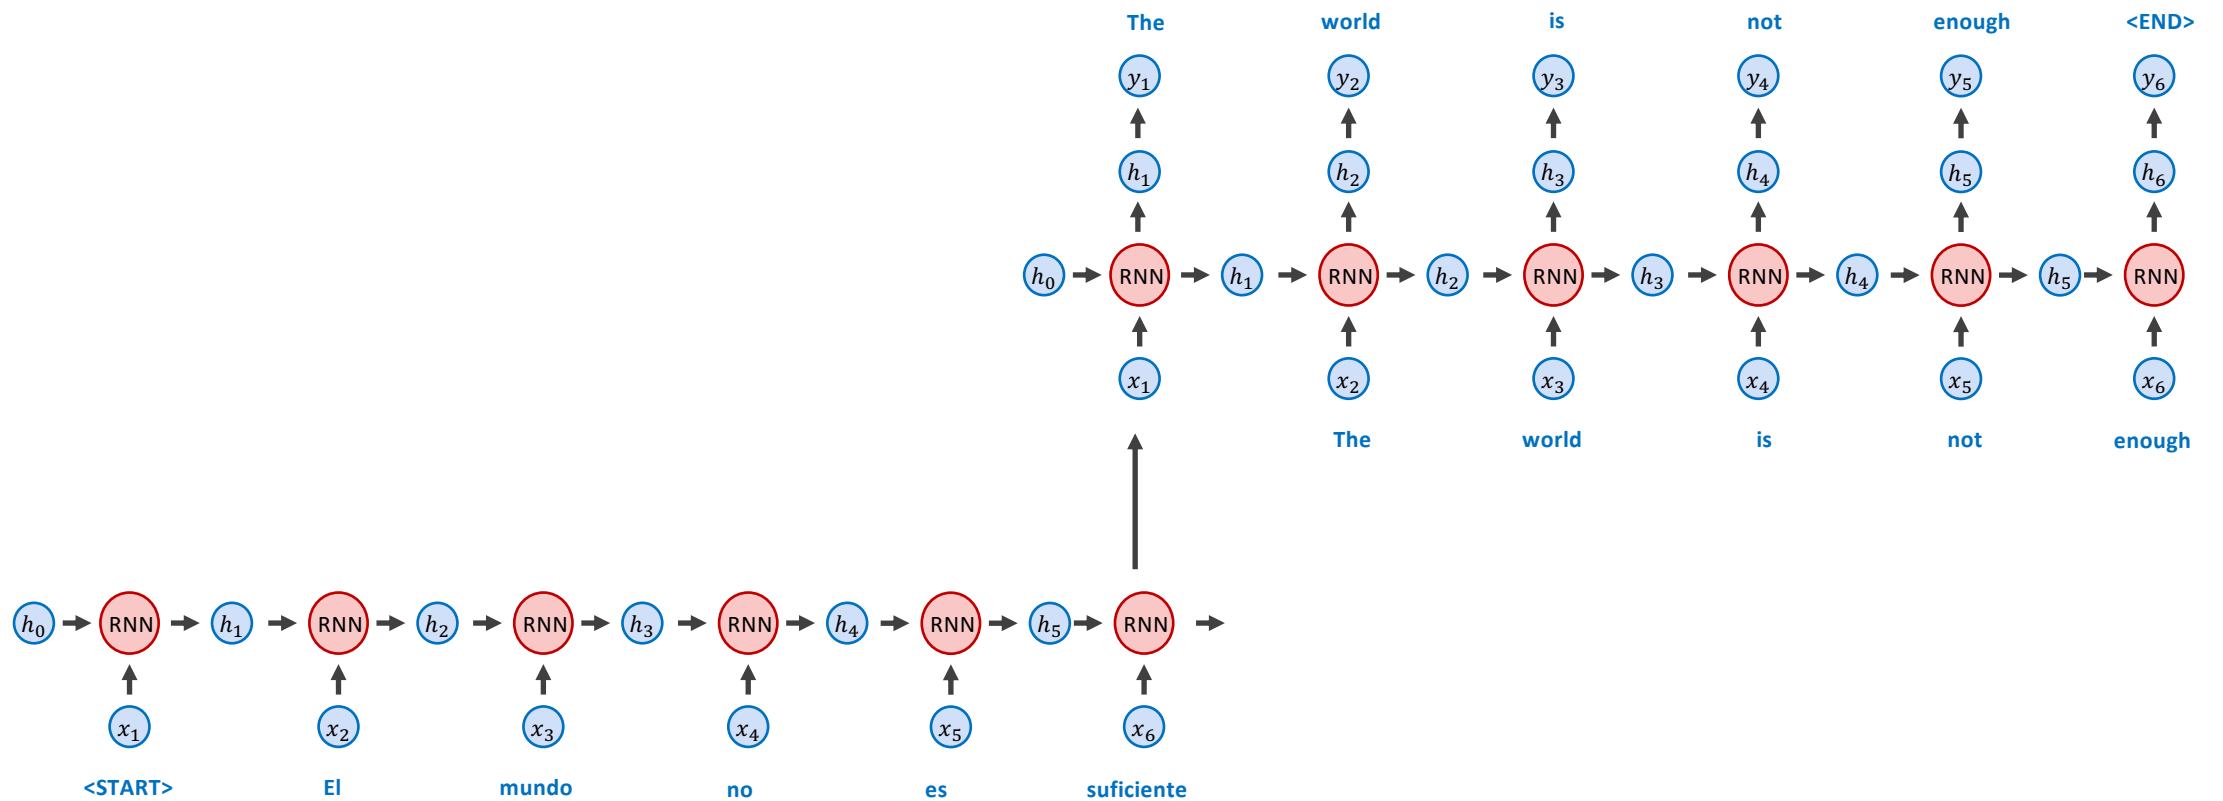 The world is not enough <END>
y₁ y₂ y₃ y₄ y₅ y₆
h₁ h₂ h₃ h₄ h₅ h₆
h₀ RNN h₁ RNN h₂ RNN h₃ RNN h₄ RNN h₅ RNN
x₁ x₂ x₃ x₄ x₅ x₆
The world is not enough
h₀ RNN h₁ RNN h₂ RNN h₃ RNN h₄ RNN h₅ RNN
x₁ x₂ x₃ x₄ x₅ x₆
<START> El mundo no es suficiente